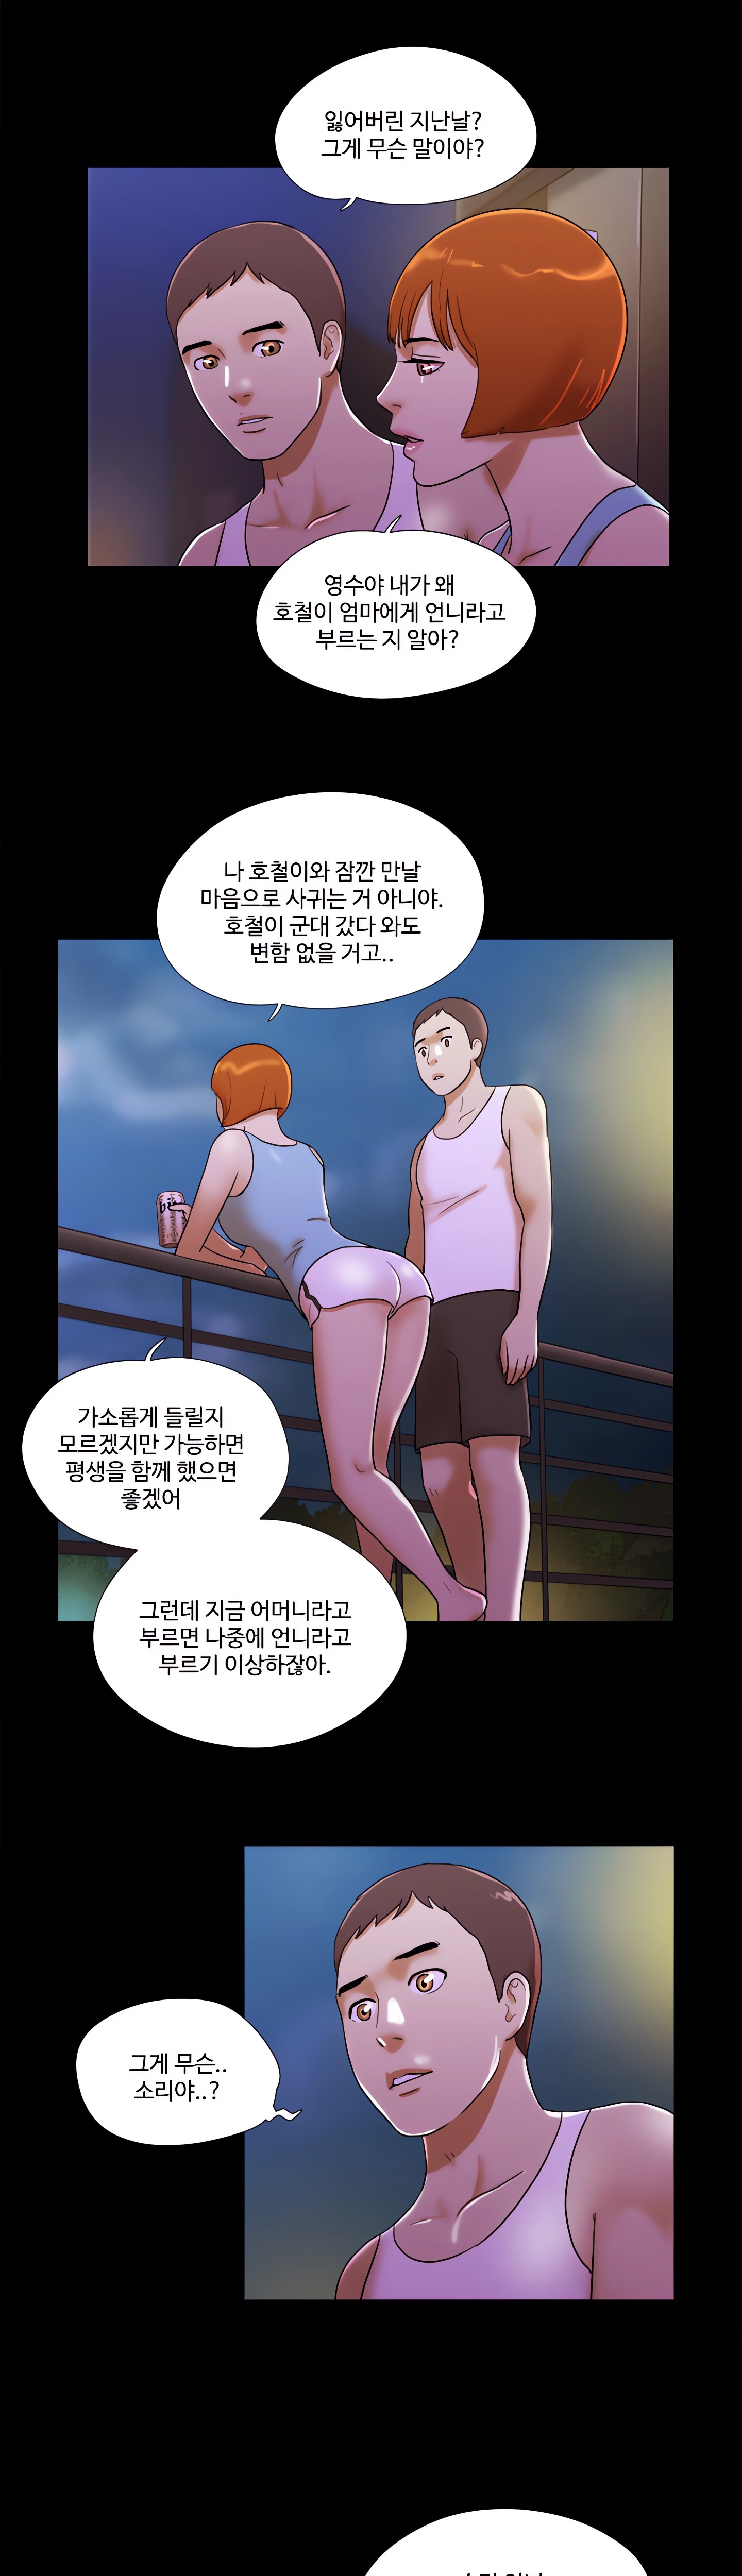 잃어버린 지난날?
그게 무슨 말이야?
영수야 내가 왜
호철이 엄마에게 언니라고
부르는 지 알아?
나 호철이와 잠깐 만날
마음으로 사귀는 거 아니야.
호철이 군대 갔다 와도
변함 없을 거고..
가소롭게 들릴지
모르겠지만 가능하면
평생을 함께 했으면
좋겠어
그런데 지금 어머니라고
부르면 나중에 언니라고
부르기 이상하잖아.
그게 무슨..
소리야..?